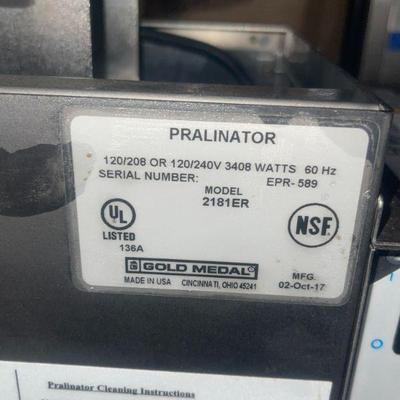 PRALINATOR
120/208 OR 120/240V 3408 WATTS 60 Hz
SERIAL NUMBER: EPR-589
MODEL
2181ER
UL
LISTED
136A
NSF
GOLD MEDAL
MADE IN USA CINCINNATI, OHIO 45241
MFG.
02-Oct-17
Pralinator Cleaning Instructions